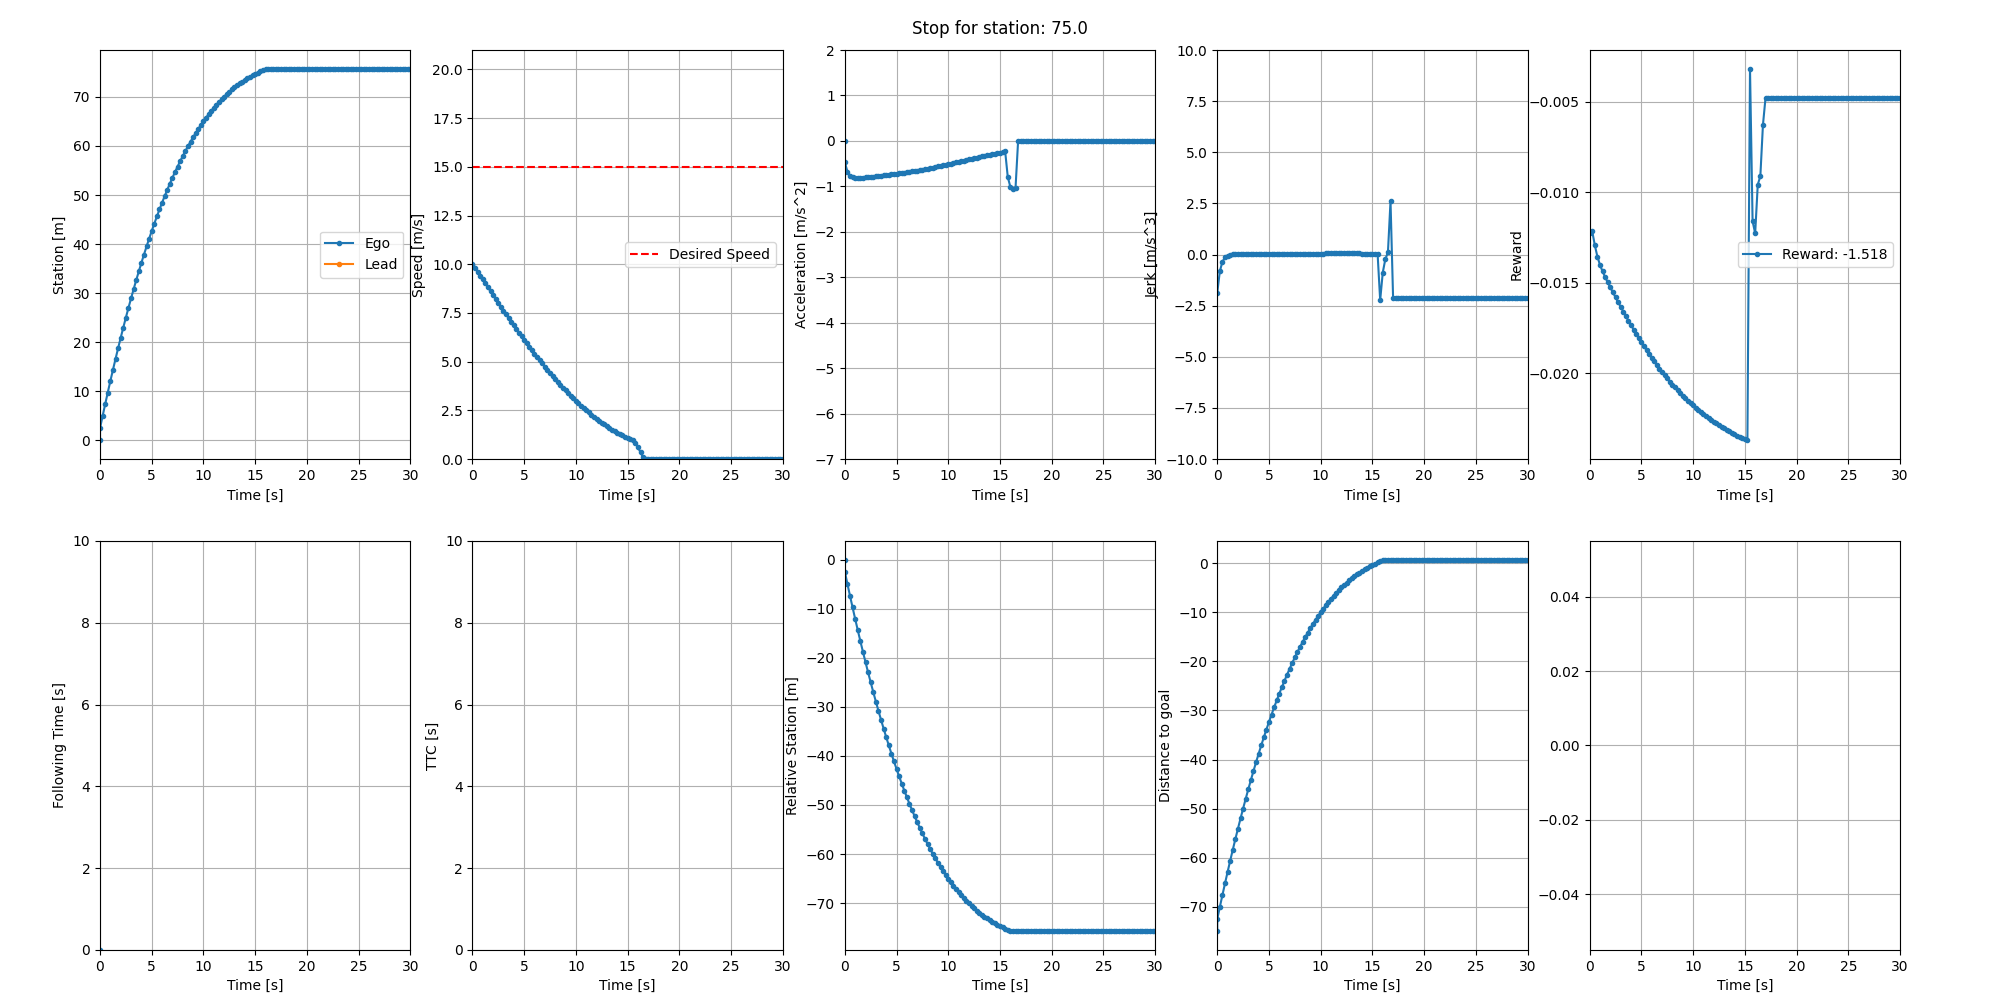 Stop for station: 75.0
Station [m]
70
60
50
40
30
20
10
0
0 5 10 15 20 25 30
Time [s]
Ego
Lead
Speed [m/s]
20.0
17.5
15.0
12.5
10.0
7.5
5.0
2.5
0.0
0 5 10 15 20 25 30
Time [s]
Desired Speed
Acceleration [m/s^2]
2
1
0
−1
−2
−3
−4
−5
−6
−7
0 5 10 15 20 25 30
Time [s]
Jerk [m/s^3]
10.0
7.5
5.0
2.5
0.0
−2.5
−5.0
−7.5
−10.0
0 5 10 15 20 25 30
Time [s]
Reward
−0.005
−0.010
−0.015
−0.020
0 5 10 15 20 25 30
Time [s]
Reward: -1.518
Following Time [s]
10
8
6
4
2
0
0 5 10 15 20 25 30
Time [s]
TTC [s]
10
8
6
4
2
0
0 5 10 15 20 25 30
Time [s]
Relative Station [m]
0
−10
−20
−30
−40
−50
−60
−70
0 5 10 15 20 25 30
Time [s]
Distance to goal
0
−10
−20
−30
−40
−50
−60
−70
0 5 10 15 20 25 30
Time [s]
0.04
0.02
0.00
−0.02
−0.04
0 5 10 15 20 25 30
Time [s]